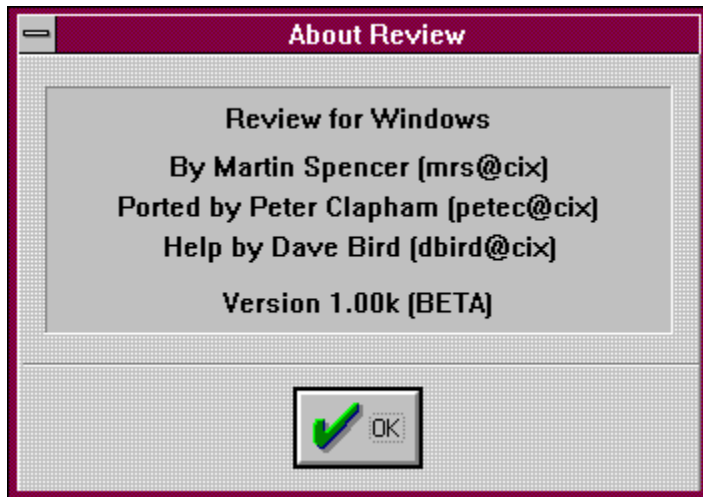 About Review
Review for Windows
By Martin Spencer (mrs@cix)
Ported by Peter Clapham (petec@cix)
Help by Dave Bird (dbird@cix)
Version 1.00k (BETA)
OK